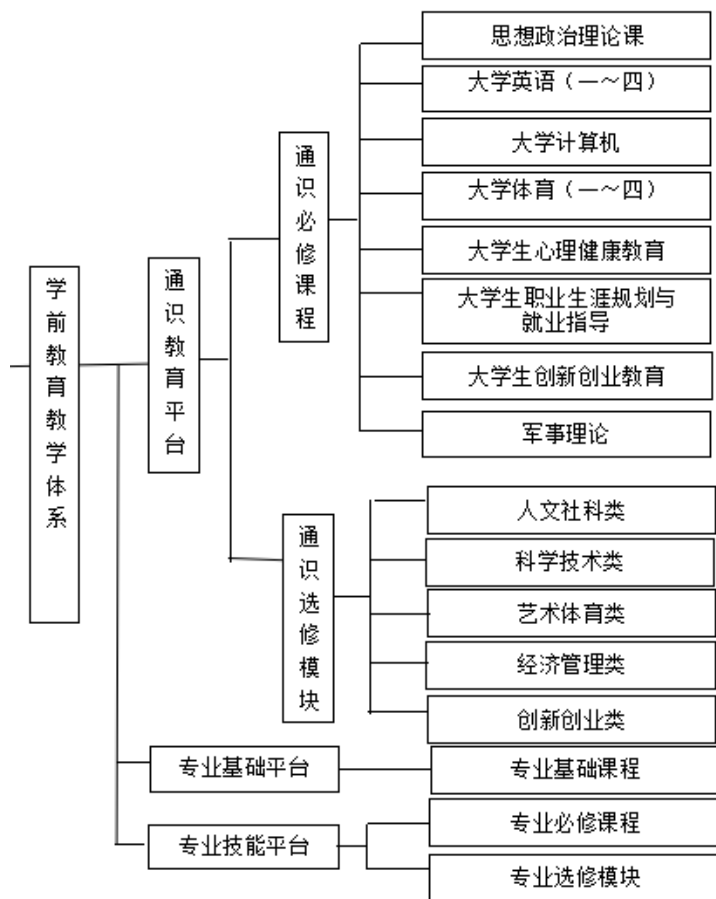 学前教育教学体系
通识教育平台
通识必修课程
思想政治理论课
大学英语（一～四）
大学计算机
大学体育（一～四）
大学生心理健康教育
大学生职业生涯规划与
就业指导
大学生创新创业教育
军事理论
通识选修模块
人文社科类
科学技术类
艺术体育类
经济管理类
创新创业类
专业基础平台
专业基础课程
专业技能平台
专业必修课程
专业选修模块